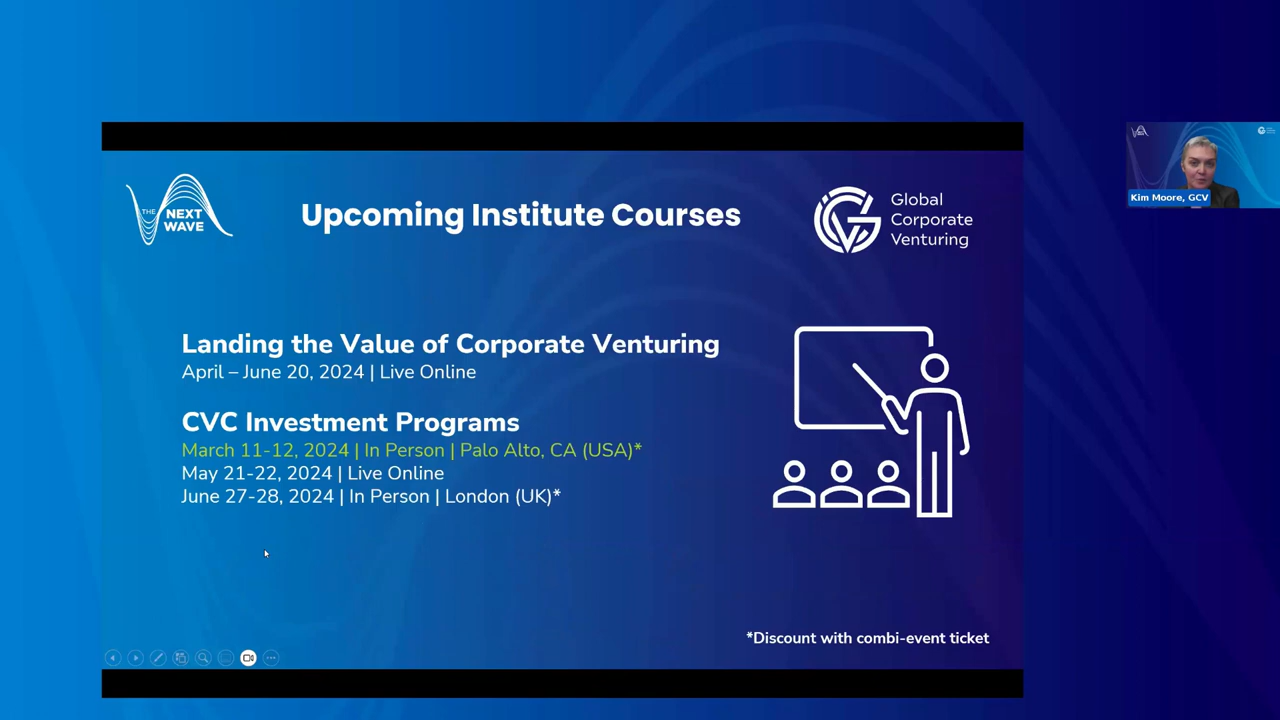 THE
NEXT
WAVE
Upcoming Institute Courses
Global
Corporate
Venturing
Landing the Value of Corporate Venturing
April – June 20, 2024 | Live Online
CVC Investment Programs
March 11-12, 2024 | In Person | Palo Alto, CA (USA)*
May 21-22, 2024 | Live Online
June 27-28, 2024 | In Person | London (UK)*
*Discount with combi-event ticket
Kim Moore, GCV